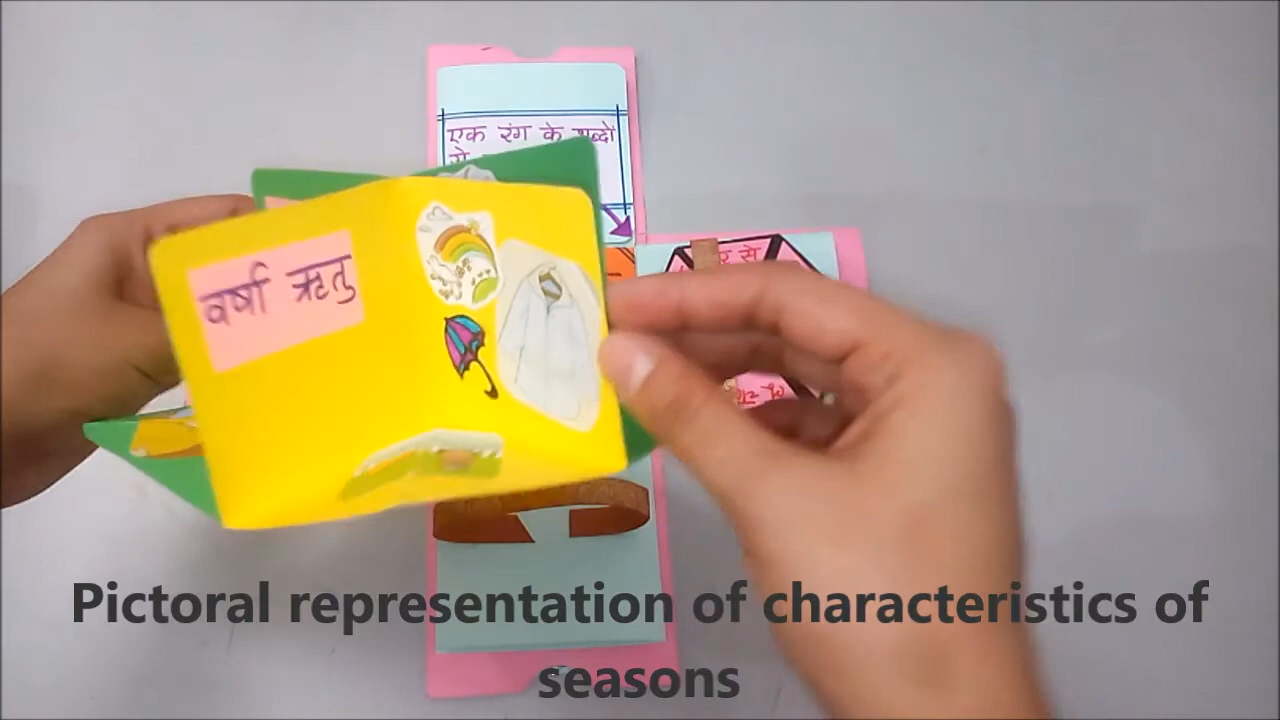 एक रंग के शब्दों
से
र से
वर्षा ऋतु
Pictoral representation of characteristics of
seasons